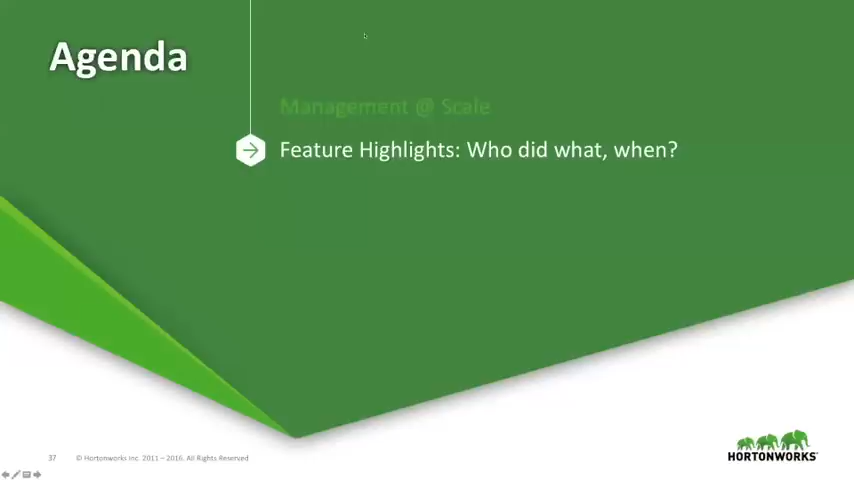 Agenda
Management @ Scale
Feature Highlights: Who did what, when?
37 © Hortonworks Inc. 2011 – 2016. All Rights Reserved
HORTONWORKS